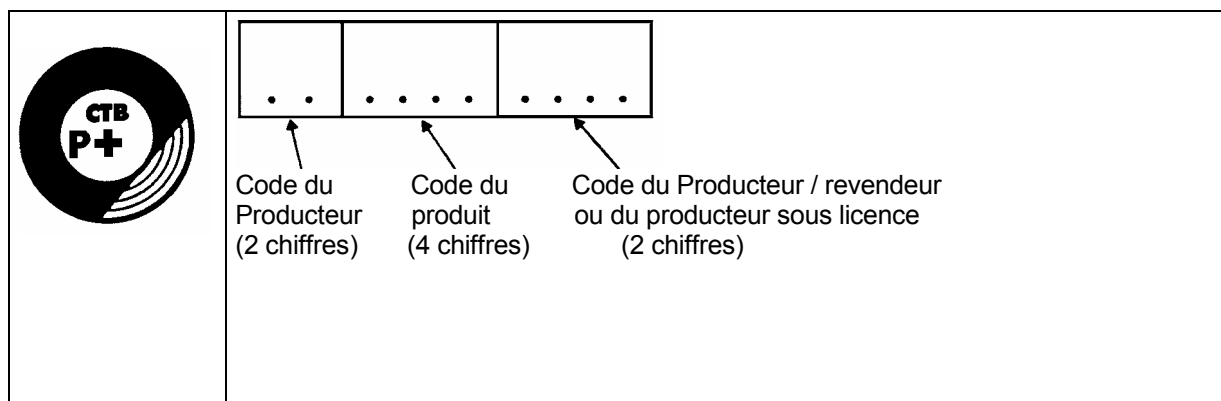 CTB
P+
Code du Code du Code du Producteur / revendeur
Producteur produit ou du producteur sous licence
(2 chiffres) (4 chiffres) (2 chiffres)